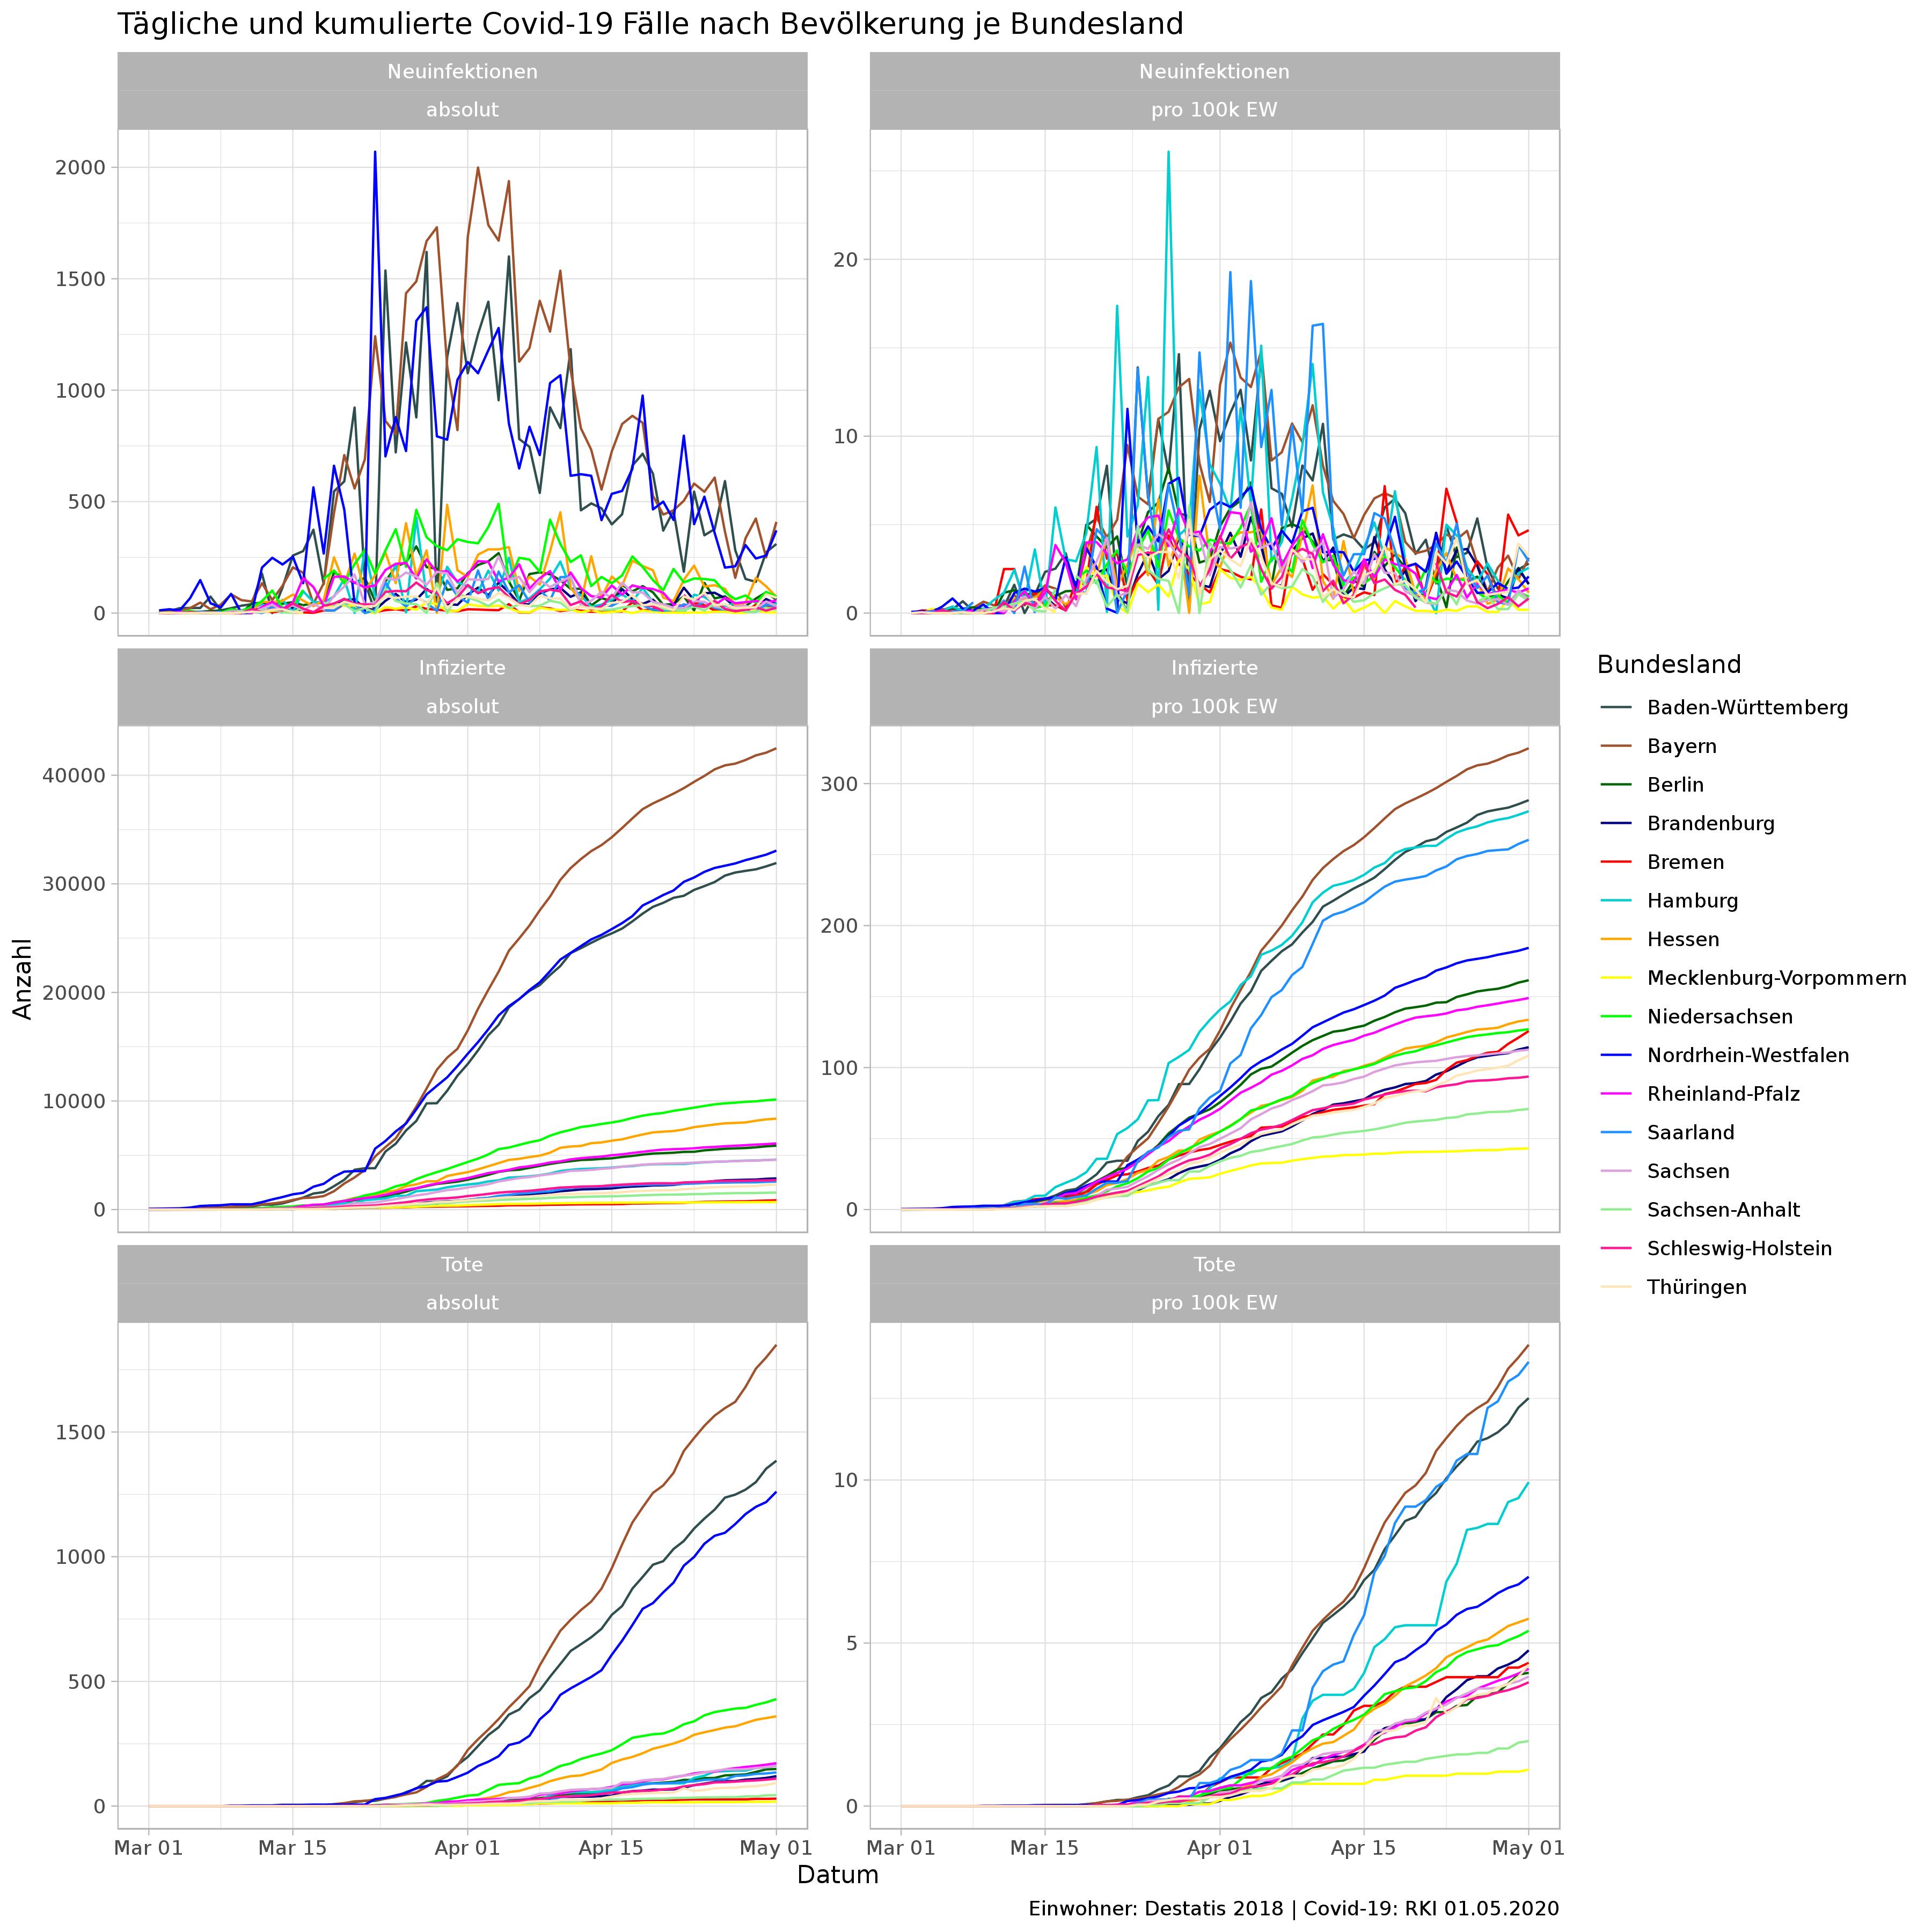 Tägliche und kumulierte Covid-19 Fälle nach Bevölkerung je Bundesland
Neuinfektionen
absolut
Neuinfektionen
pro 100k EW
2000
1500
1000
500
0
20
10
0
Infizierte
absolut
Infizierte
pro 100k EW
40000
30000
20000
10000
0
300
200
100
0
Tote
absolut
Tote
pro 100k EW
1500
1000
500
0
10
5
0
Mar 01
Mar 15
Apr 01
Apr 15
May 01
Mar 01
Mar 15
Apr 01
Apr 15
May 01
Anzahl
Datum
Bundesland
Baden-Württemberg
Bayern
Berlin
Brandenburg
Bremen
Hamburg
Hessen
Mecklenburg-Vorpommern
Niedersachsen
Nordrhein-Westfalen
Rheinland-Pfalz
Saarland
Sachsen
Sachsen-Anhalt
Schleswig-Holstein
Thüringen
Einwohner: Destatis 2018 | Covid-19: RKI 01.05.2020